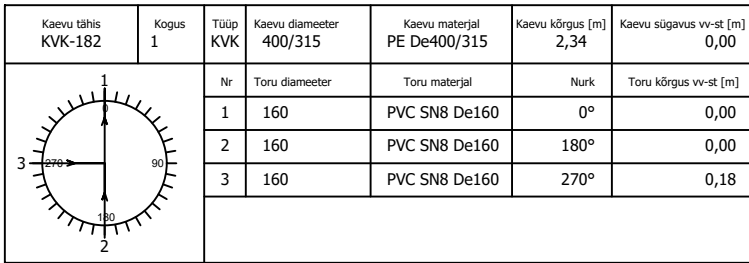 Kaevu tähis Kogus Tüüp Kaevu diameeter Kaevu materjal Kaevu kõrgus [m] Kaevu sügavus vv-st [m]
KVK-182 1 KVK 400/315 PE De400/315 2,34 0,00
Nr Toru diameeter Toru materjal Nurk Toru kõrgus vv-st [m]
1 160 PVC SN8 De160 0° 0,00
2 160 PVC SN8 De160 180° 0,00
3 160 PVC SN8 De160 270° 0,18
1
0
3 270 90
180
2